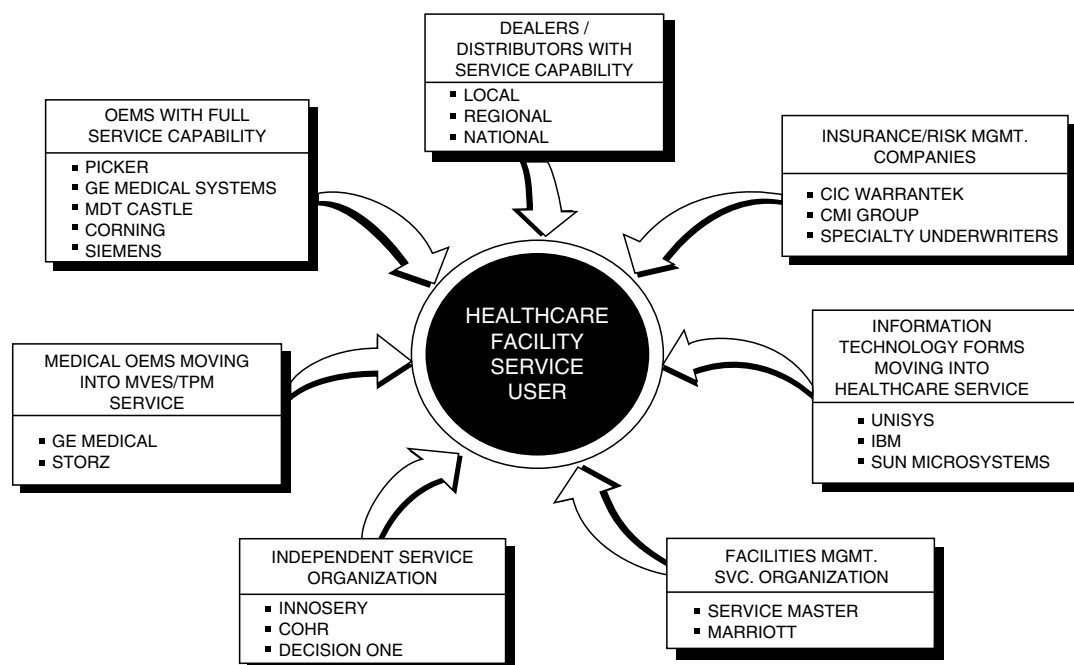 DEALERS /
DISTRIBUTORS WITH
SERVICE CAPABILITY
▪ LOCAL
▪ REGIONAL
▪ NATIONAL
OEMS WITH FULL
SERVICE CAPABILITY
▪ PICKER
▪ GE MEDICAL SYSTEMS
▪ MDT CASTLE
▪ CORNING
▪ SIEMENS
INSURANCE/RISK MGMT.
COMPANIES
▪ CIC WARRANTEK
▪ CMI GROUP
▪ SPECIALTY UNDERWRITERS
HEALTHCARE
FACILITY
SERVICE
USER
MEDICAL OEMS MOVING
INTO MVES/TPM
SERVICE
▪ GE MEDICAL
▪ STORZ
INFORMATION
TECHNOLOGY FORMS
MOVING INTO
HEALTHCARE SERVICE
▪ UNISYS
▪ IBM
▪ SUN MICROSYSTEMS
INDEPENDENT SERVICE
ORGANIZATION
▪ INNOSERY
▪ COHR
▪ DECISION ONE
FACILITIES MGMT.
SVC. ORGANIZATION
▪ SERVICE MASTER
▪ MARRIOTT